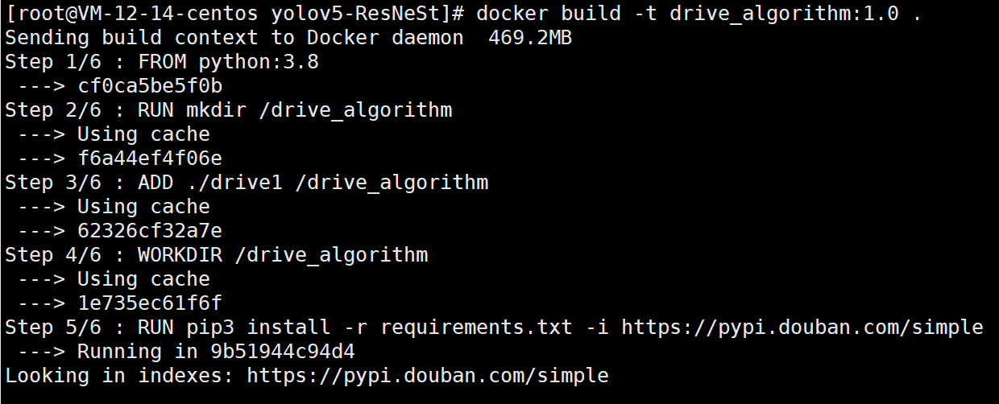 [root@VM-12-14-centos yolov5-ResNeSt]# docker build -t drive_algorithm:1.0 .
Sending build context to Docker daemon  469.2MB
Step 1/6 : FROM python:3.8
 ---> cf0ca5be5f0b
Step 2/6 : RUN mkdir /drive_algorithm
 ---> Using cache
 ---> f6a44ef4f06e
Step 3/6 : ADD ./drive1 /drive_algorithm
 ---> Using cache
 ---> 62326cf32a7e
Step 4/6 : WORKDIR /drive_algorithm
 ---> Using cache
 ---> 1e735ec61f6f
Step 5/6 : RUN pip3 install -r requirements.txt -i https://pypi.douban.com/simple
 ---> Running in 9b51944c94d4
Looking in indexes: https://pypi.douban.com/simple